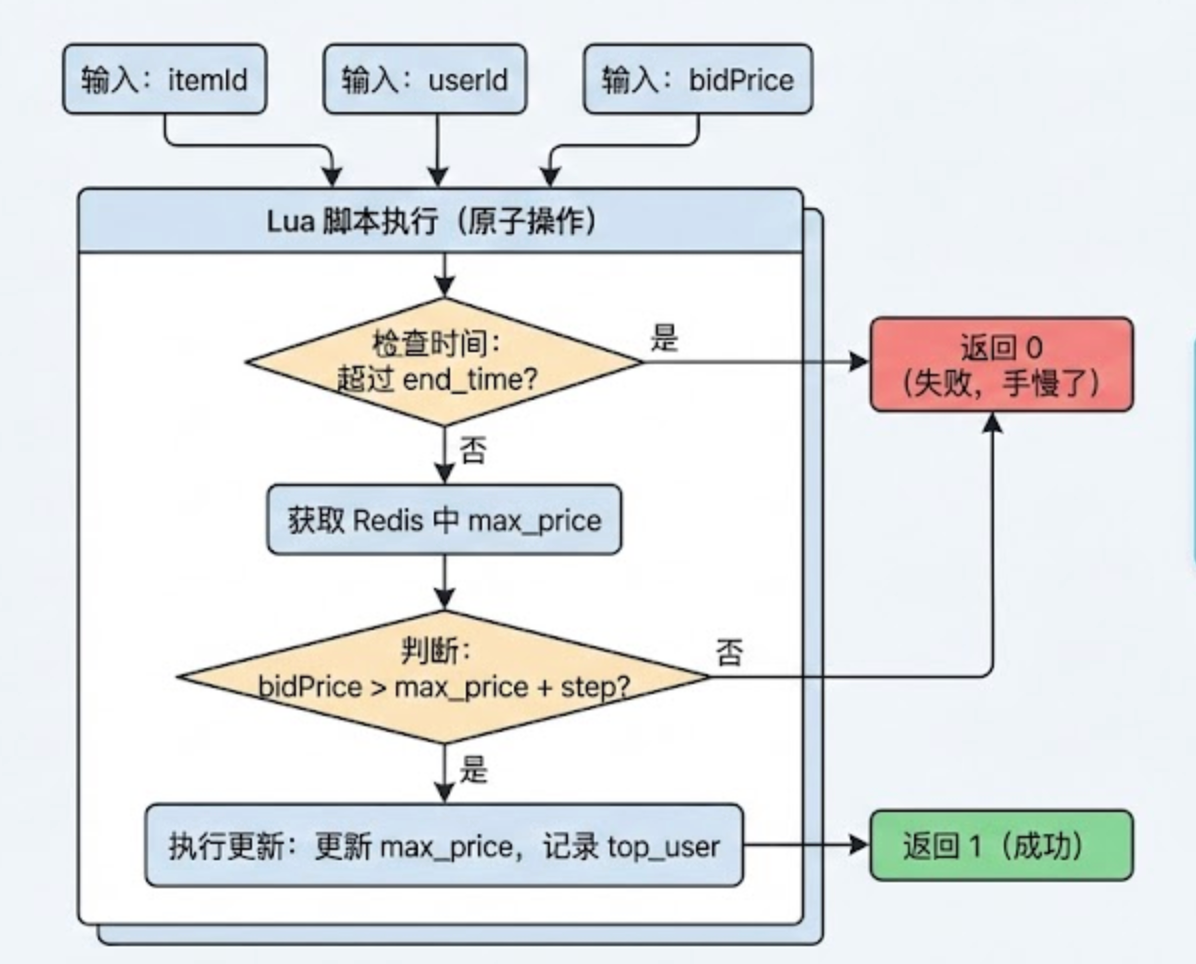 输入：itemId
输入：userId
输入：bidPrice
Lua 脚本执行（原子操作）
检查时间：
超过 end_time?
是
返回 0
（失败，手慢了）
否
获取 Redis 中 max_price
判断：
bidPrice > max_price + step?
否
是
执行更新：更新 max_price，记录 top_user
返回 1（成功）